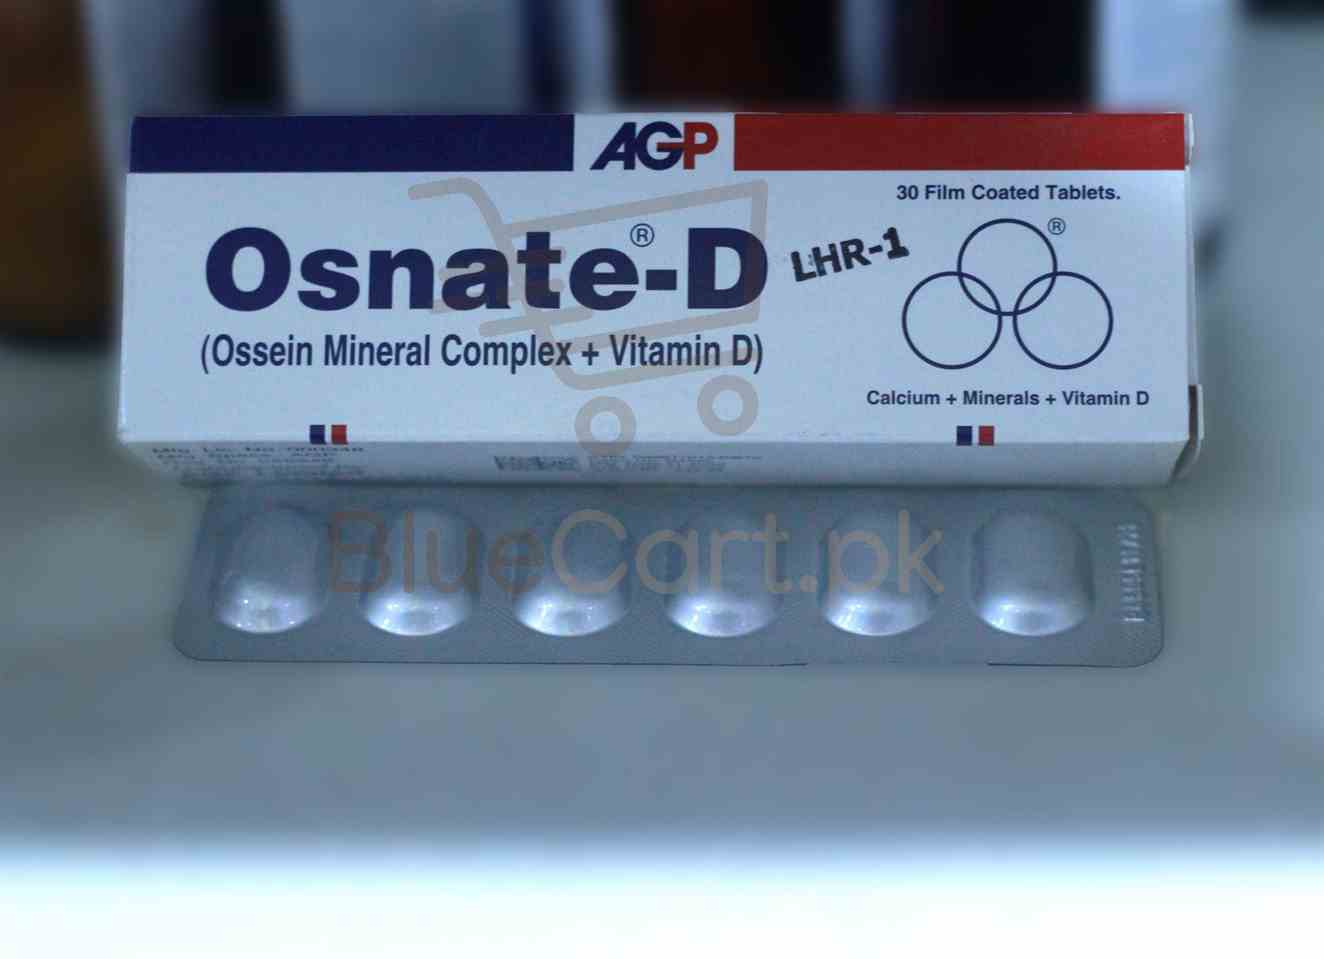 AGP
30 Film Coated Tablets.
Osnate®-D
LHR-1
®
(Ossein Mineral Complex + Vitamin D)
Calcium + Minerals + Vitamin D
BlueCart.pk